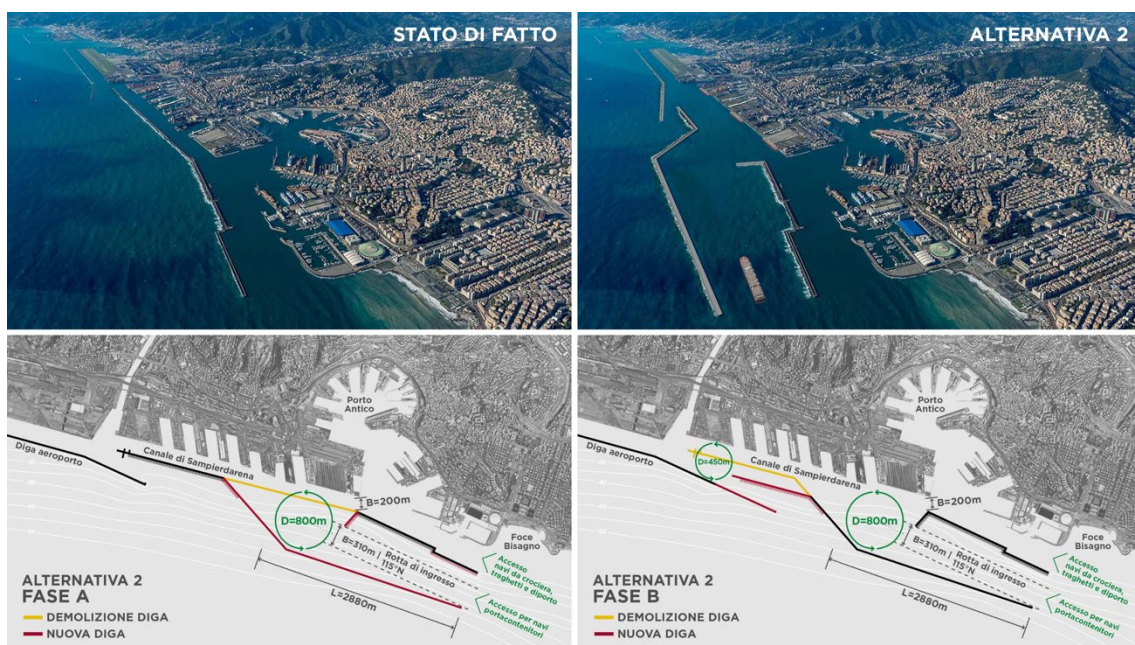 STATO DI FATTO
ALTERNATIVA 2
Porto
Antico
Diga aeroporto
Canale di Sampierdarena
B=200m
D=800m
B=310m
115°N
Rotta di ingresso
Foce
Bisagno
Accesso
navi da crociera,
traghetti e diporto
Accesso per navi
portacontenitori
L=2880m
ALTERNATIVA 2
FASE A
DEMOLIZIONE DIGA
NUOVA DIGA
Porto
Antico
Diga aeroporto
D=450m
Canale di Sampierdarena
B=200m
D=800m
B=310m
115°N
Rotta di ingresso
Foce
Bisagno
Accesso
navi da crociera,
traghetti e diporto
Accesso per navi
portacontenitori
L=2880m
ALTERNATIVA 2
FASE B
DEMOLIZIONE DIGA
NUOVA DIGA